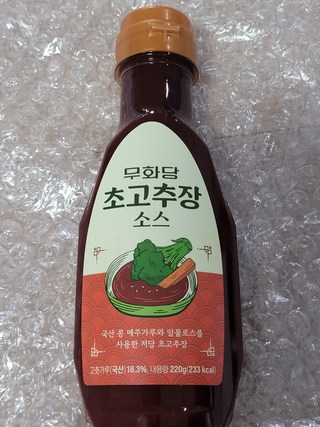 무화당
초고추장
소스
국산 콩 메주가루와 알룰로스를
사용한 저당 초고추장
고춧가루(국산)18.3%, 내용량 220g(233 kcal)